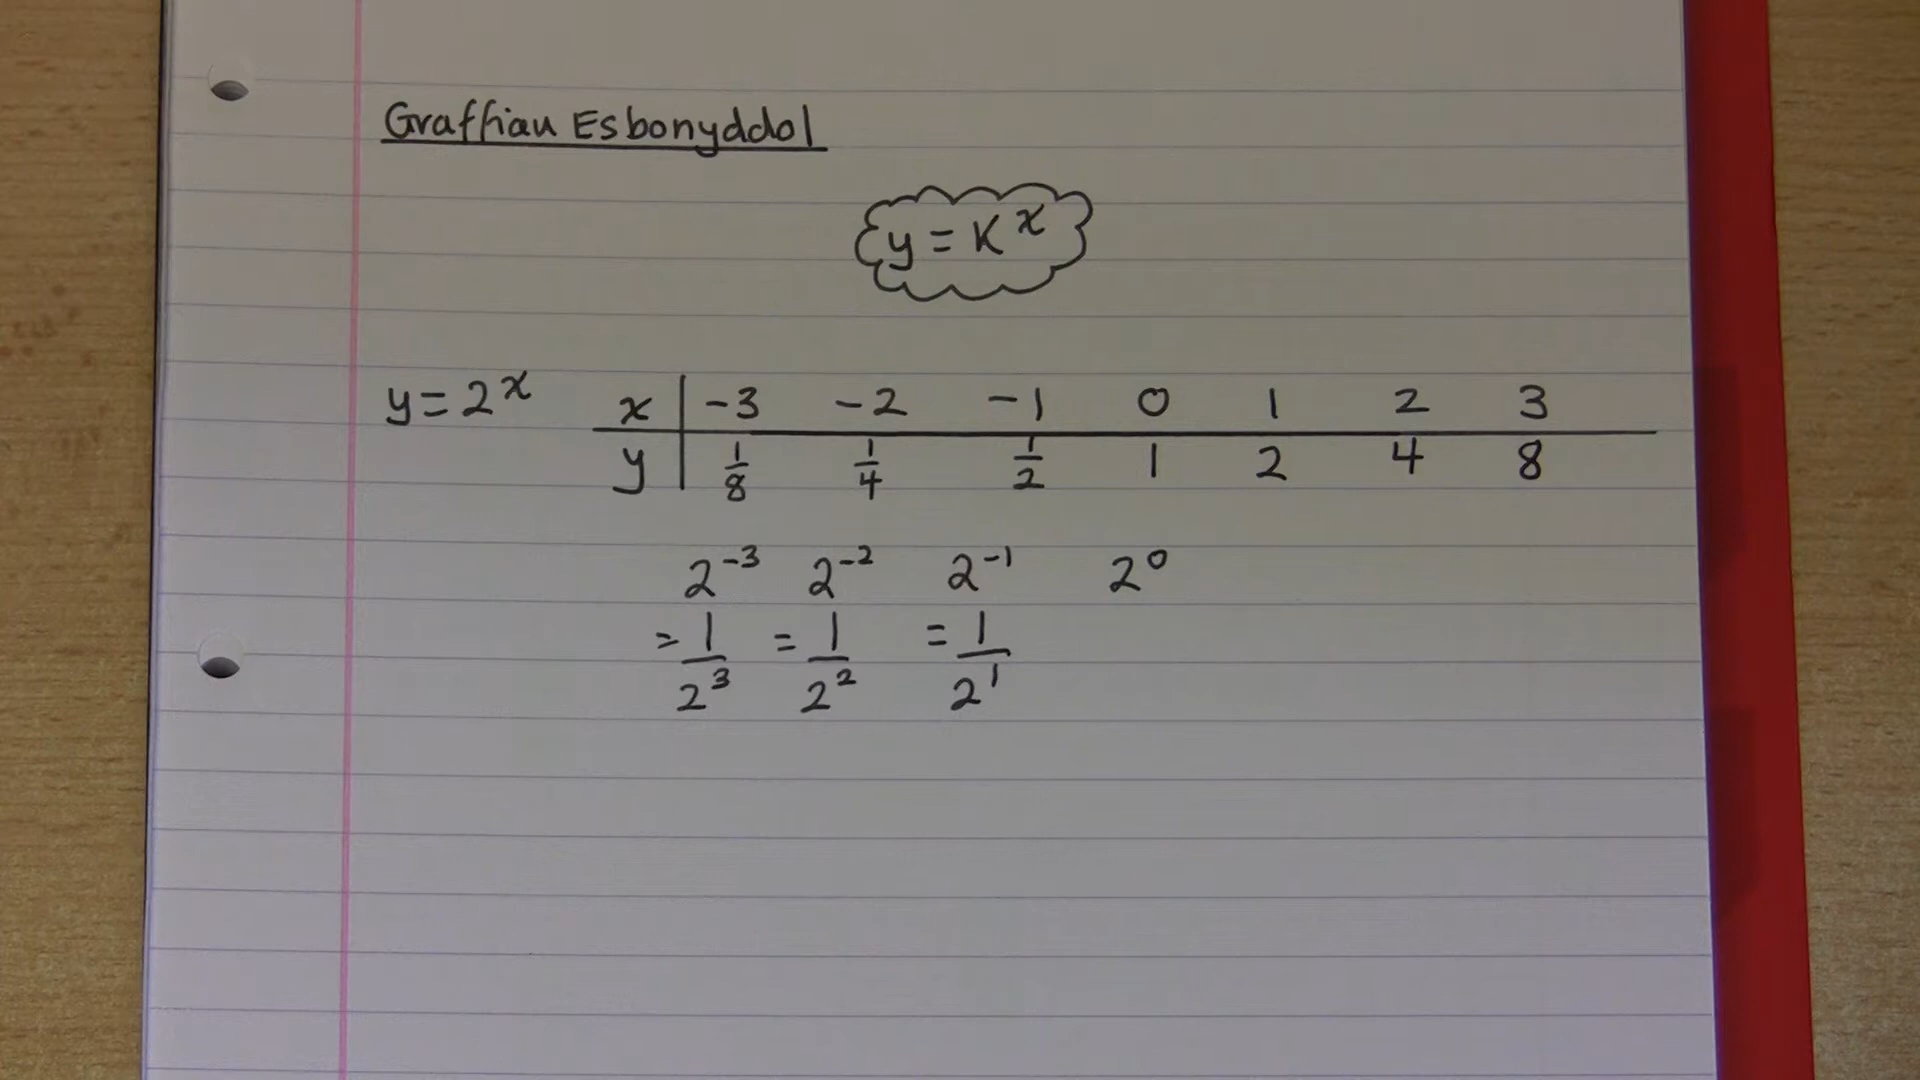 Graffiau Esbonyddol
y = K^x
y = 2^x x | -3 -2 -1 0 1 2 3
y | 1/8 1/4 1/2 1 2 4 8
2^-3 2^-2 2^-1 2^0
= 1/2^3 = 1/2^2 = 1/2^1